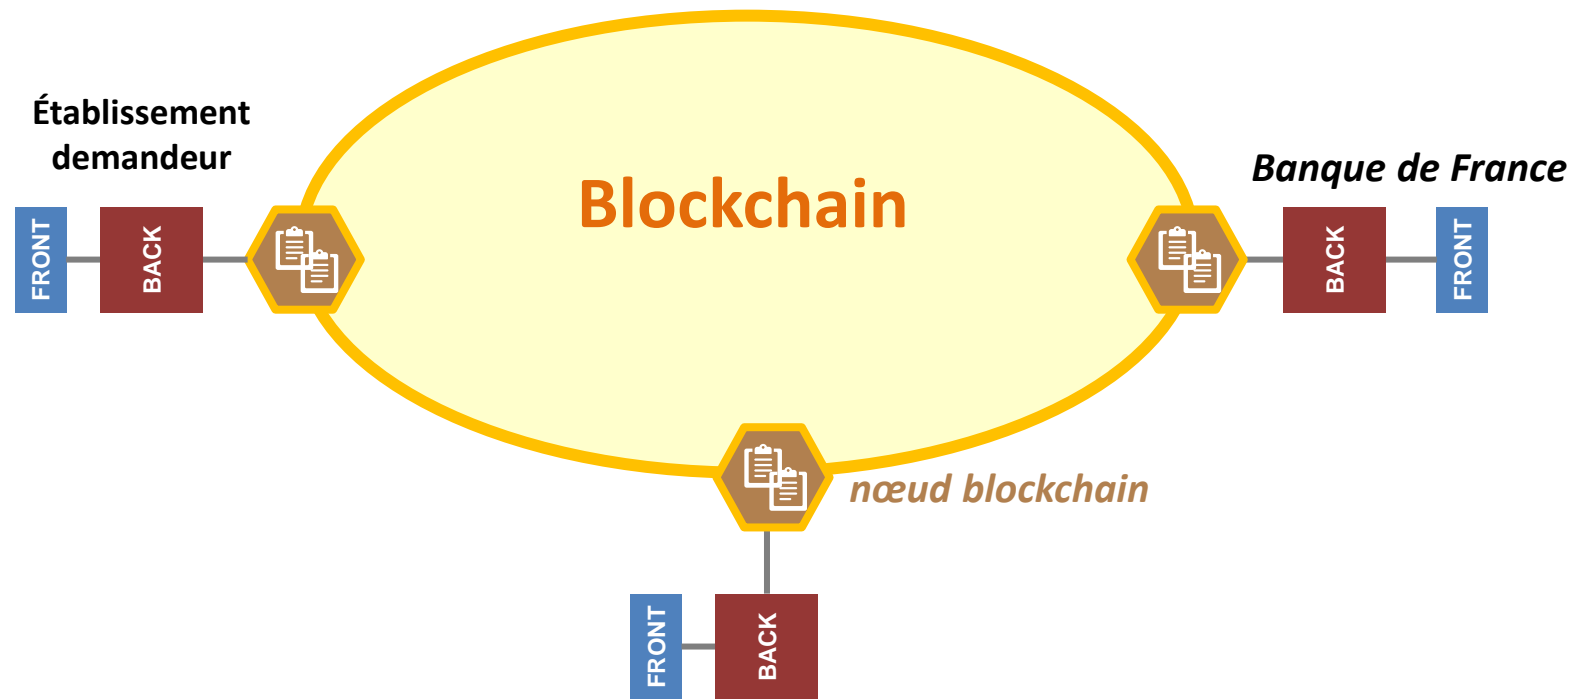 Établissement
demandeur
Blockchain
Banque de France
FRONT
BACK
BACK
FRONT
nœud blockchain
FRONT
BACK